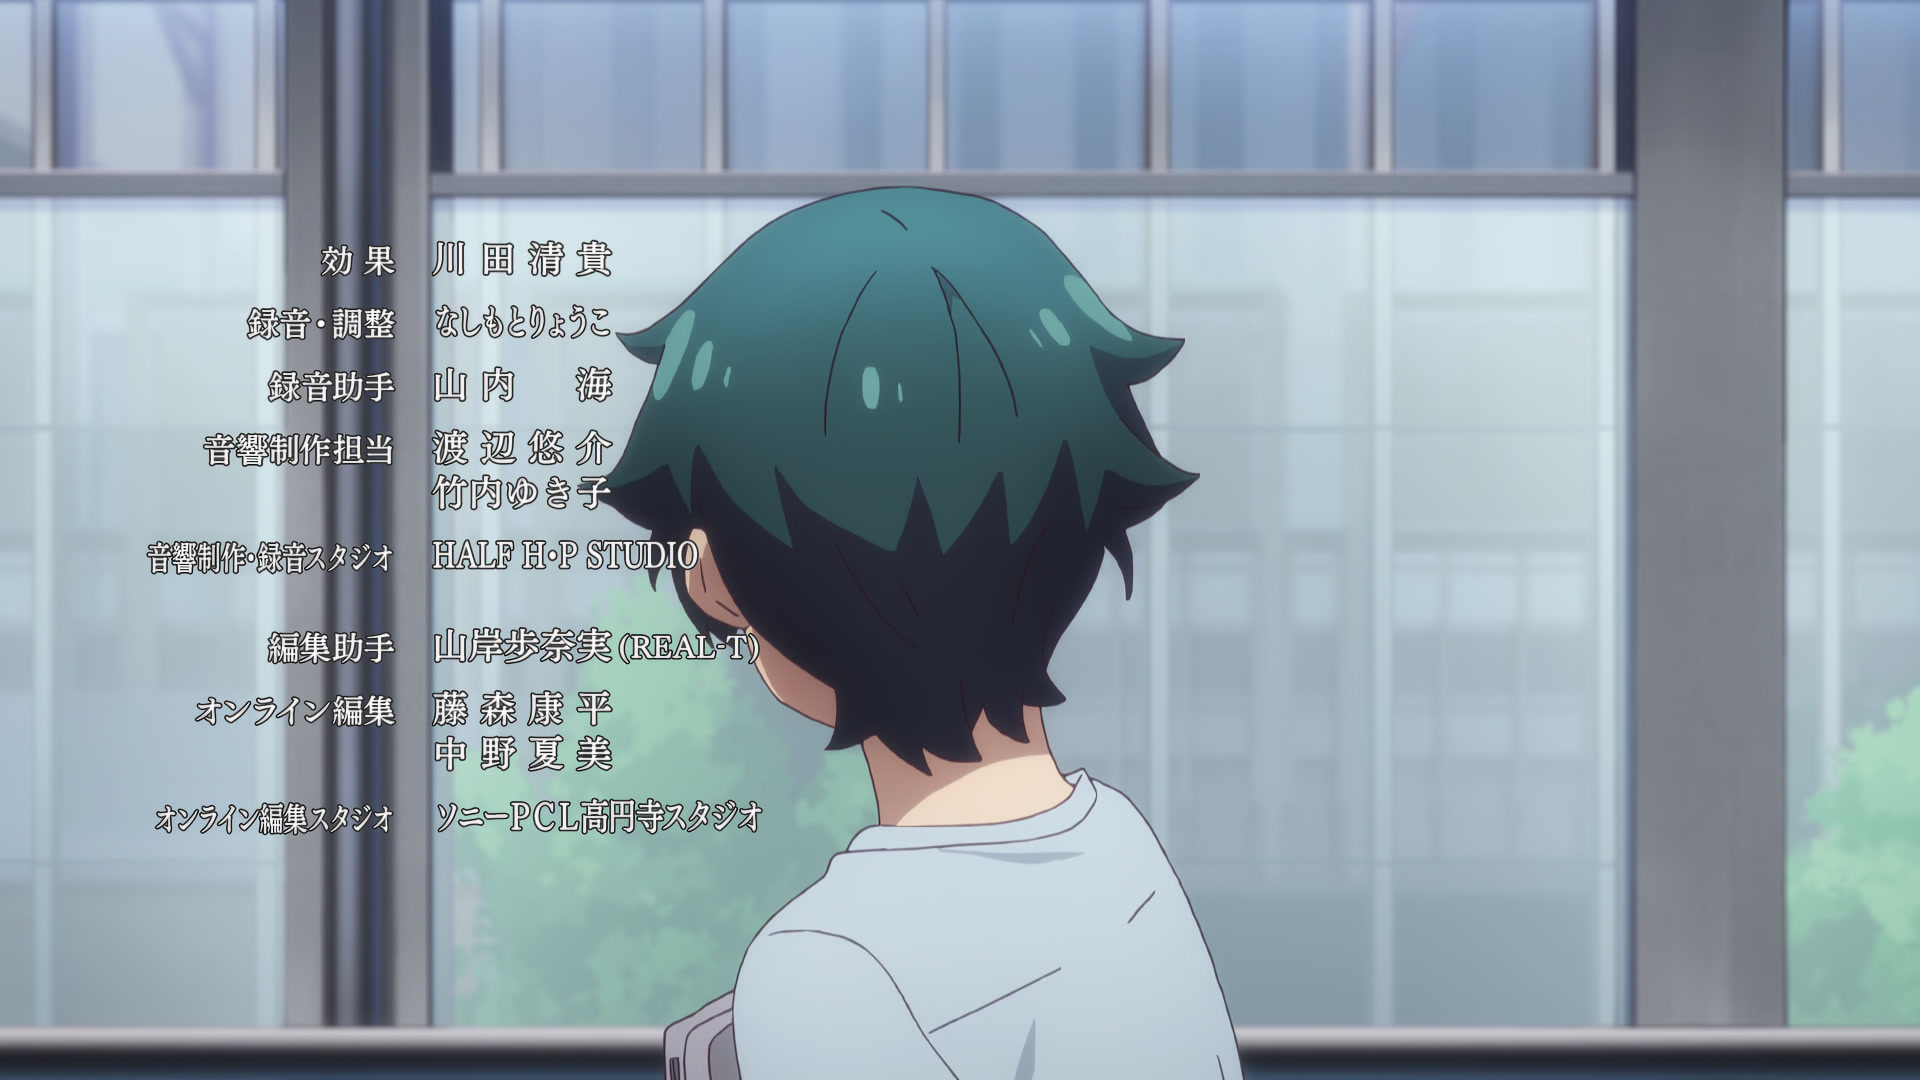 効果 川田清貴
録音・調整 なしもとりょうこ
録音助手 山内 海
音響制作担当 渡辺悠介
竹内ゆき子
音響制作・録音スタジオ HALF H・P STUDIO
編集助手 山岸歩奈実(REAL-T)
オンライン編集 藤森康平
中野夏美
オンライン編集スタジオ ソニーPCL高円寺スタジオ